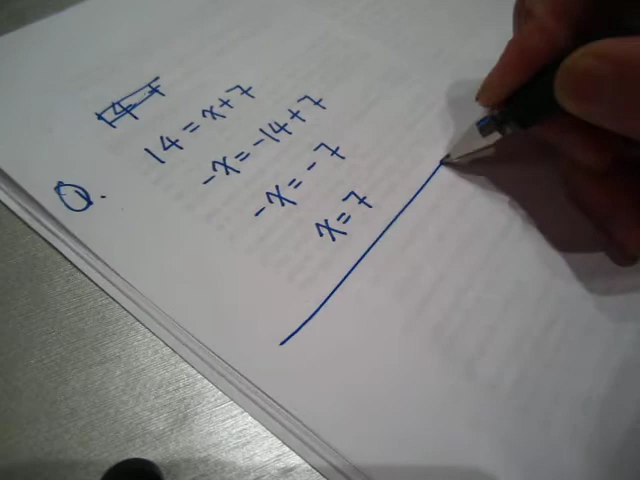 Q.
14 = x + 7
-x = -14 + 7
-x = -7
x = 7